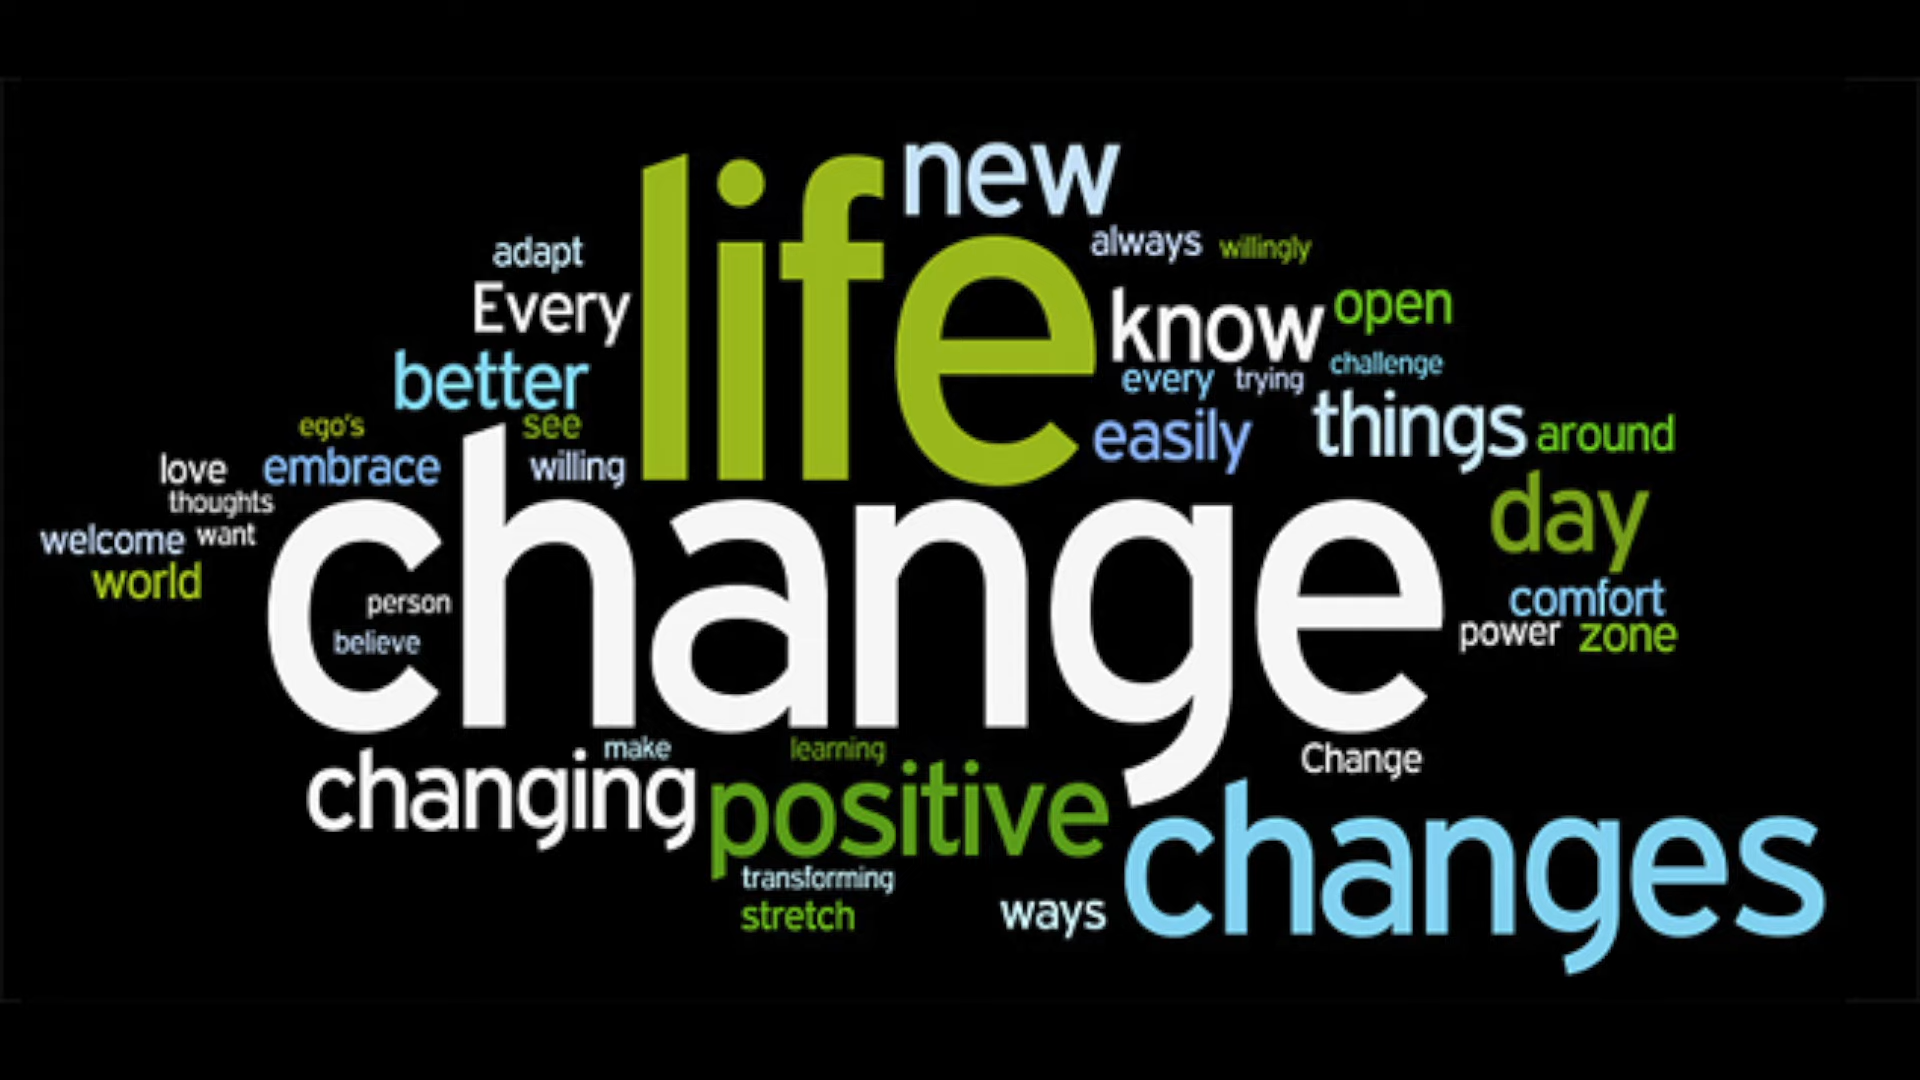 new
life
always
willingly
adapt
Every
know
open
better
every
trying
challenge
see
easily
things
around
ego's
love
embrace
willing
thoughts
welcome
want
world
change
day
person
believe
comfort
power
zone
make
learning
Change
changing
positive
changes
transforming
stretch
ways